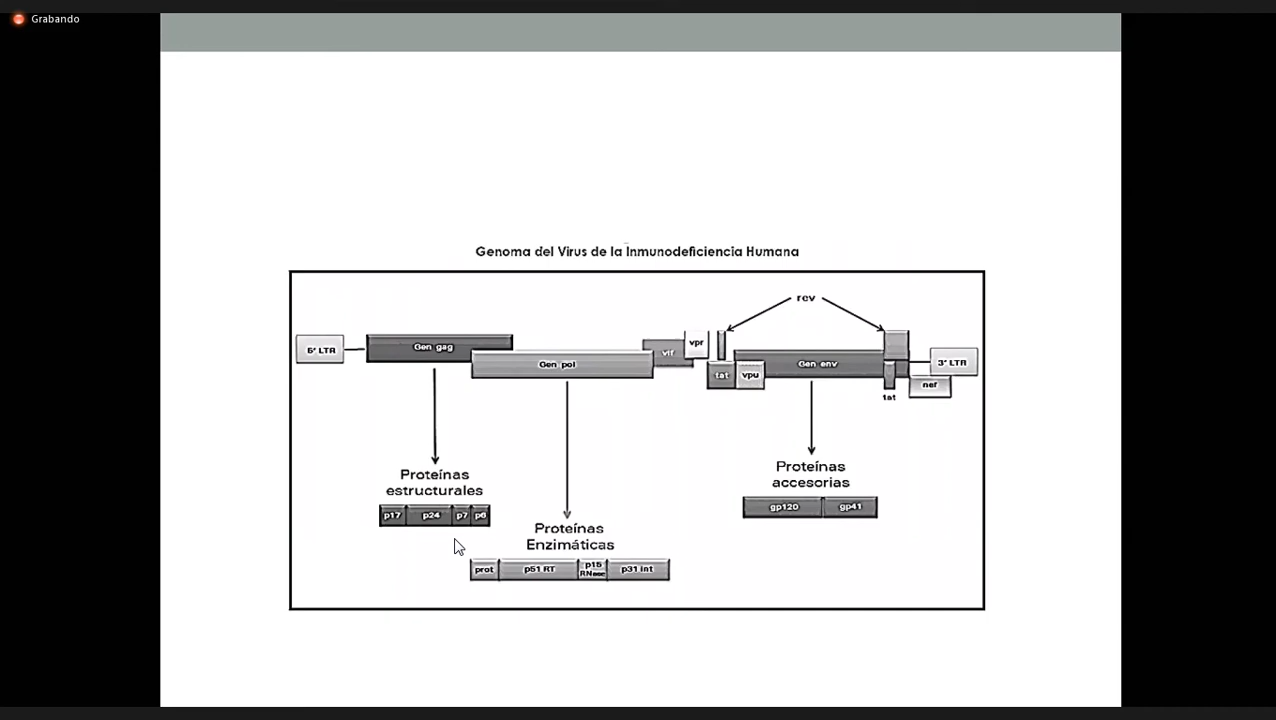 Grabando
Genoma del Virus de la Inmunodeficiencia Humana
rev
5' LTR
Gen gag
Gen pol
vif
vpr
tat
vpu
Gen env
3' LTR
nef
tat
Proteínas
estructurales
p17 p24 p7 p6
Proteínas
Enzimáticas
prot p51 RT p15 RNase p31 int
Proteínas
accesorias
gp120 gp41